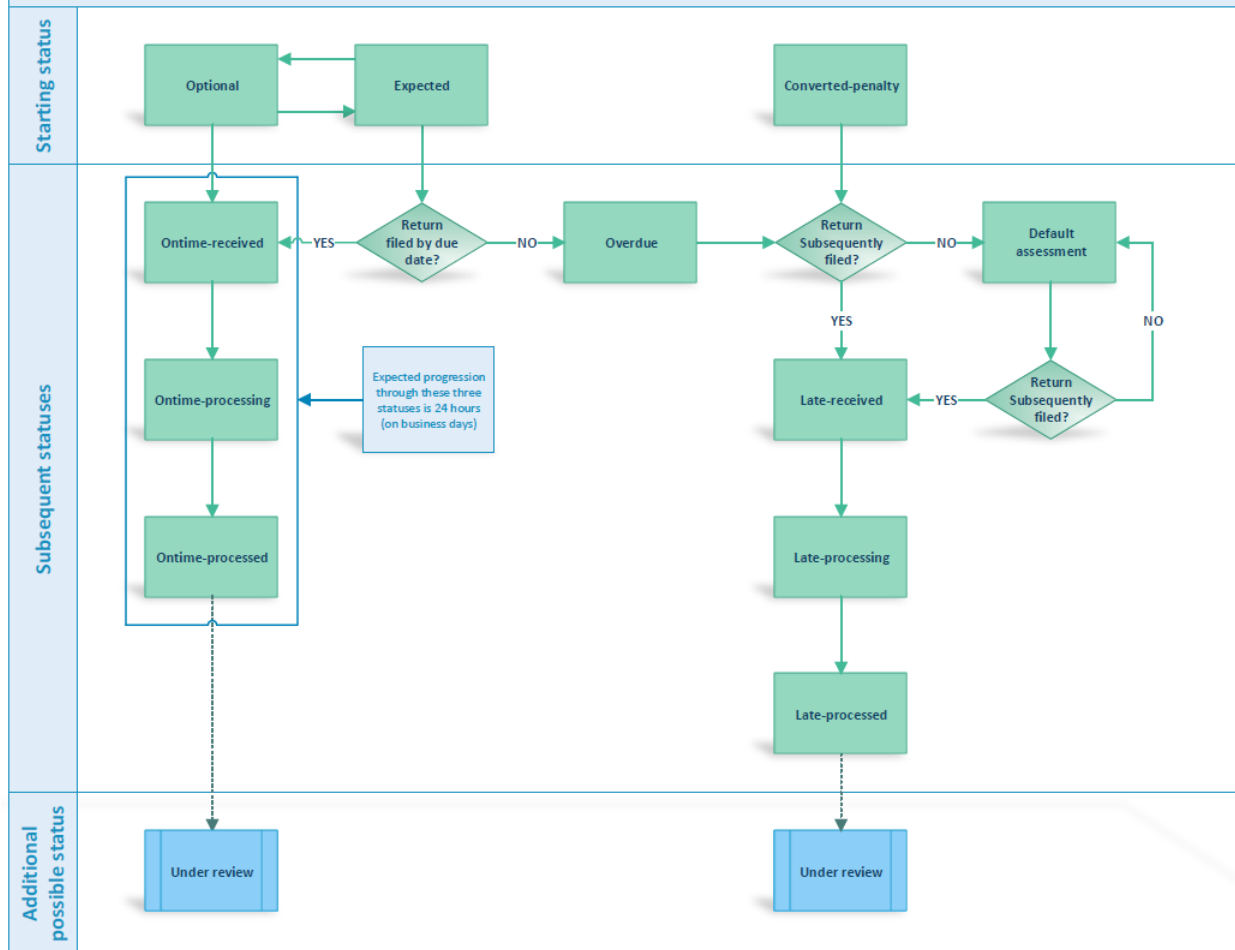 Starting status
Optional
Expected
Converted-penalty
Subsequent statuses
Ontime-received
YES
Return
filed by due
date?
NO
Overdue
Return
Subsequently
filed?
NO
Default
assessment
YES
NO
Expected progression
through these three
statuses is 24 hours
(on business days)
Ontime-processing
Late-received
YES
Return
Subsequently
filed?
Ontime-processed
Late-processing
Late-processed
Additional
possible status
Under review
Under review